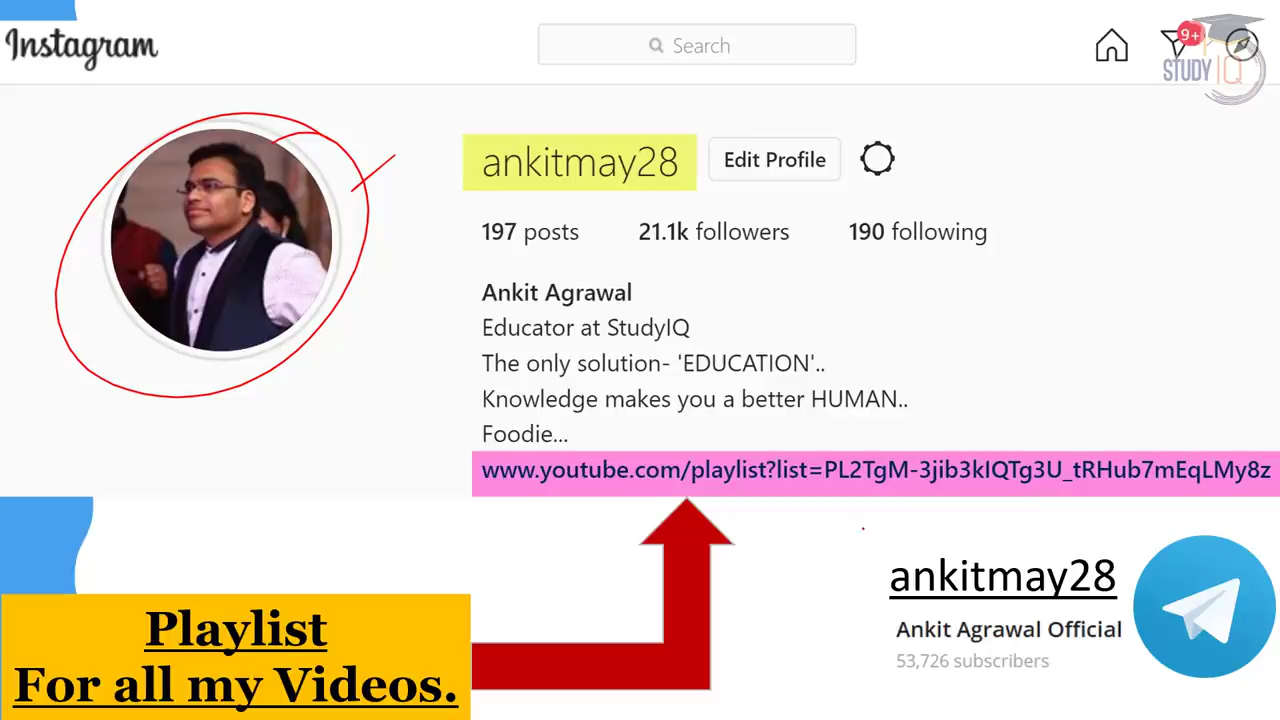 Instagram
Search
9+
STUDY IQ
ankitmay28
Edit Profile
197 posts 21.1k followers 190 following
Ankit Agrawal
Educator at StudyIQ
The only solution- 'EDUCATION'..
Knowledge makes you a better HUMAN..
Foodie...
www.youtube.com/playlist?list=PL2TgM-3jib3kIQTg3U_tRHub7mEqLMy8z
ankitmay28
Ankit Agrawal Official
53,726 subscribers
Playlist
For all my Videos.